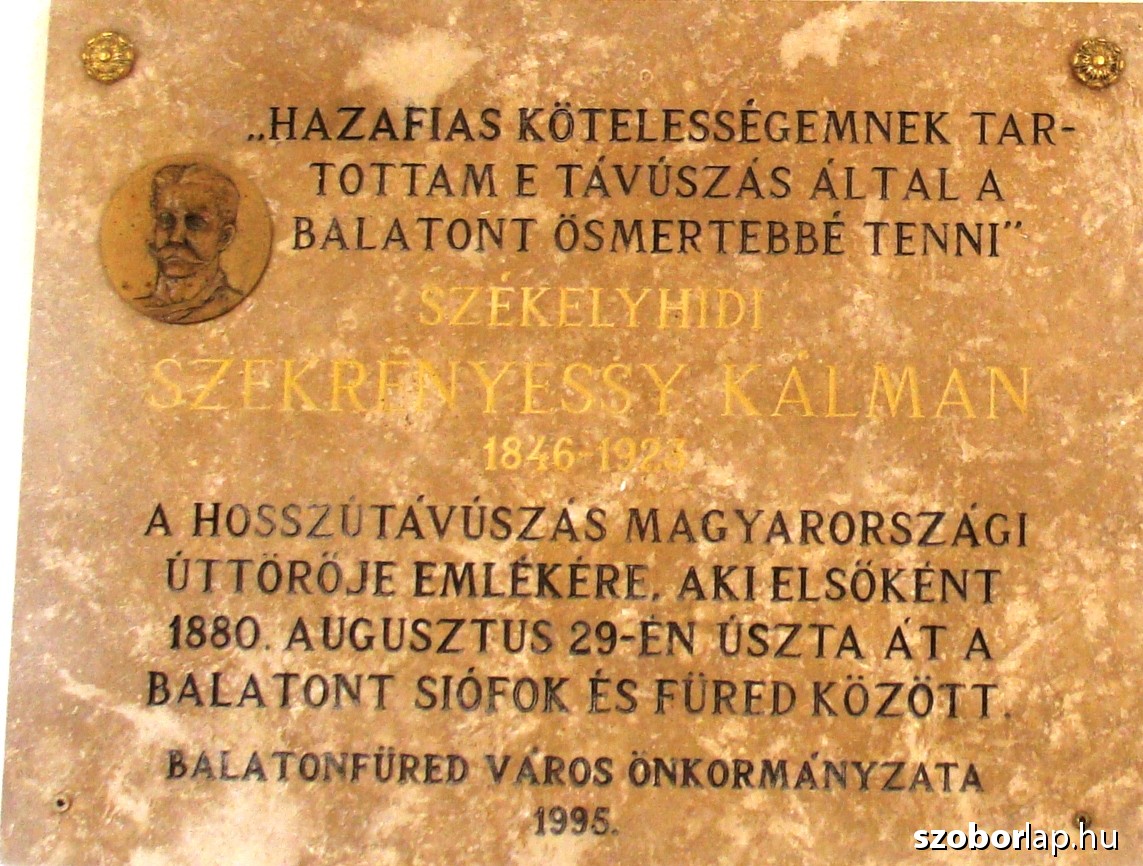 „HAZAFIAS KÖTELESSÉGEMNEK TAR-
TOTTAM E TÁVÚSZÁS ÁLTAL A
BALATONT ÖSMERTEBBÉ TENNI"
SZÉKELYHIDI
SZEKRÉNYESSY KÁLMÁN
1846-1923
A HOSSZÚTÁVÚSZÁS MAGYARORSZÁGI
ÚTTÖRŐJE EMLÉKÉRE, AKI ELSŐKÉNT
1880. AUGUSZTUS 29-ÉN ÚSZTA ÁT A
BALATONT SIÓFOK ÉS FÜRED KÖZÖTT.
BALATONFÜRED VÁROS ÖNKORMÁNYZATA
1995.
szoborlap.hu